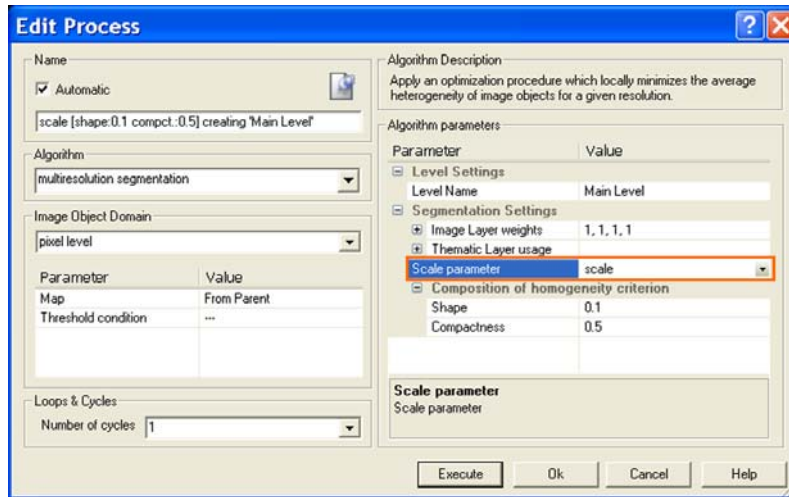 Edit Process
Name
Automatic
scale [shape:0.1 compct.:0.5] creating 'Main Level'
Algorithm
multiresolution segmentation
Image Object Domain
pixel level
Parameter Value
Map From Parent
Threshold condition ---
Loops & Cycles
Number of cycles 1
Algorithm Description
Apply an optimization procedure which locally minimizes the average
heterogeneity of image objects for a given resolution.
Algorithm parameters
Parameter Value
Level Settings
Level Name Main Level
Segmentation Settings
Image Layer weights 1, 1, 1, 1
Thematic Layer usage
Scale parameter scale
Composition of homogeneity criterion
Shape 0.1
Compactness 0.5
Scale parameter
Scale parameter
Execute Ok Cancel Help